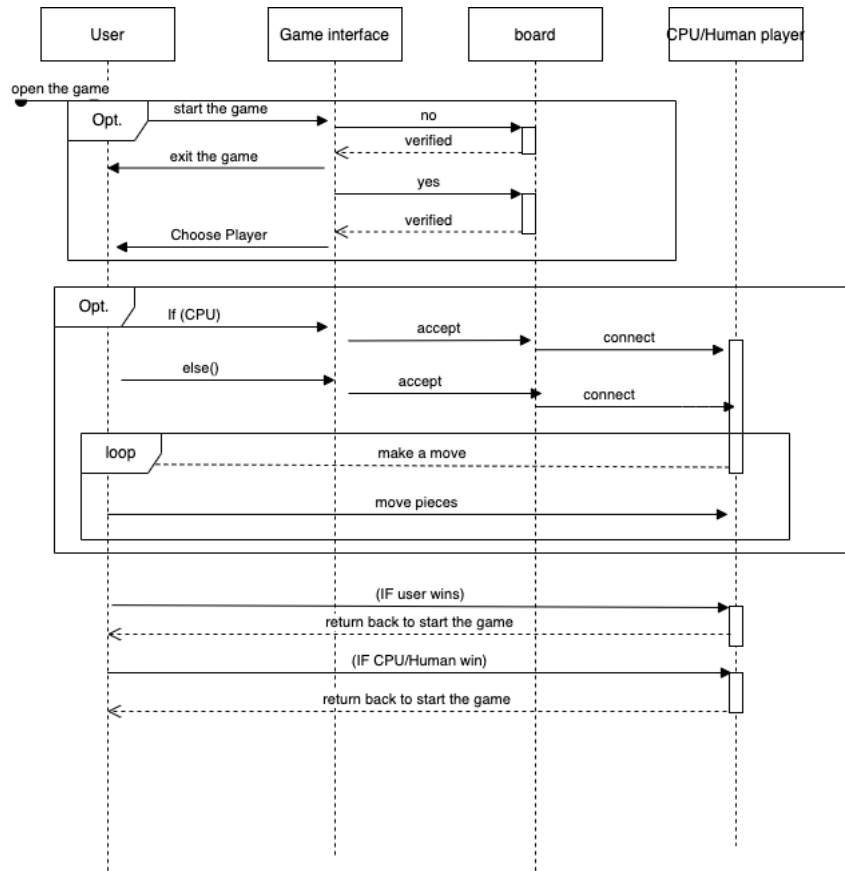 User
Game interface
board
CPU/Human player
open the game
Opt.
start the game
no
verified
exit the game
yes
verified
Choose Player
Opt.
If (CPU)
accept
connect
else()
accept
connect
loop
make a move
move pieces
(IF user wins)
return back to start the game
(IF CPU/Human win)
return back to start the game